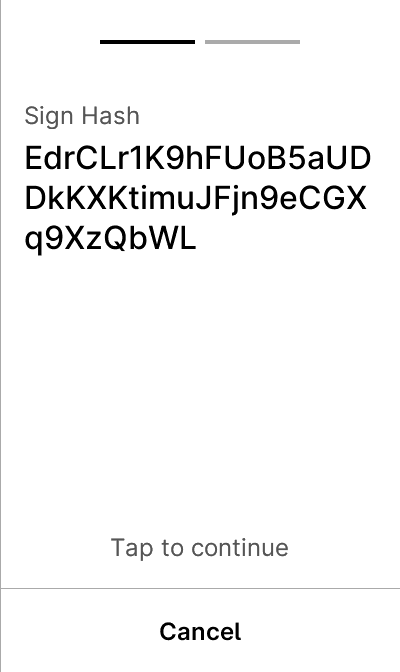 Sign Hash
EdrCLr1K9hFUoB5aUD
DkKXKtimuJFjn9eCGX
q9XzQbWL
Tap to continue
Cancel